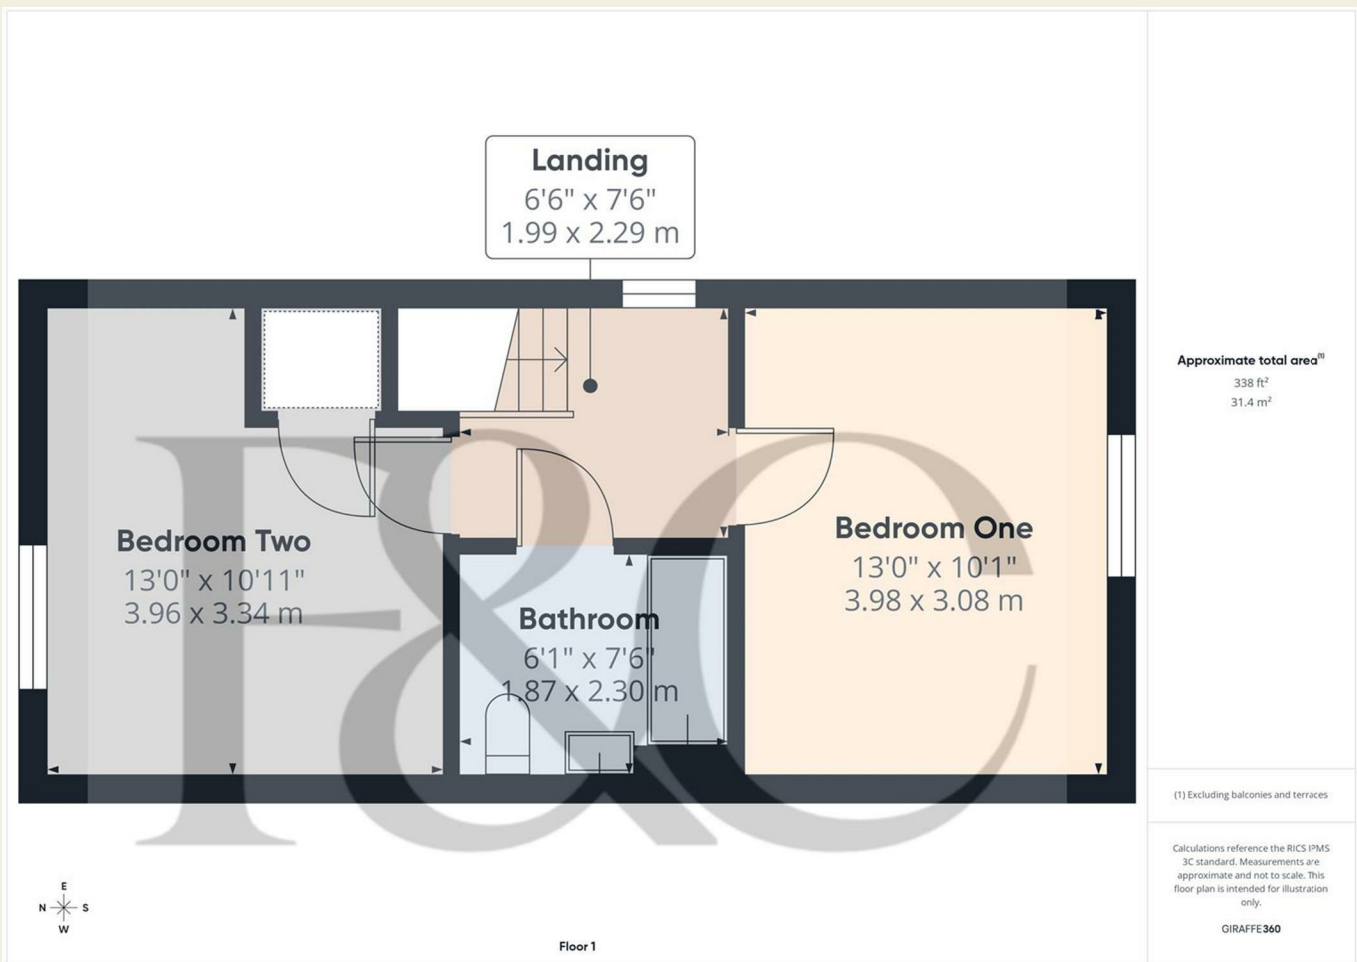 Landing
6'6" x 7'6"
1.99 x 2.29 m
Bedroom Two
13'0" x 10'11"
3.96 x 3.34 m
Bathroom
6'1" x 7'6"
1.87 x 2.30 m
Bedroom One
13'0" x 10'1"
3.98 x 3.08 m
F&C
Approximate total area(1)
338 ft²
31.4 m²
(1) Excluding balconies and terraces
Calculations reference the RICS IPMS
3C standard. Measurements are
approximate and not to scale. This
floor plan is intended for illustration
only.
GIRAFFE360
E
N S
W
Floor 1